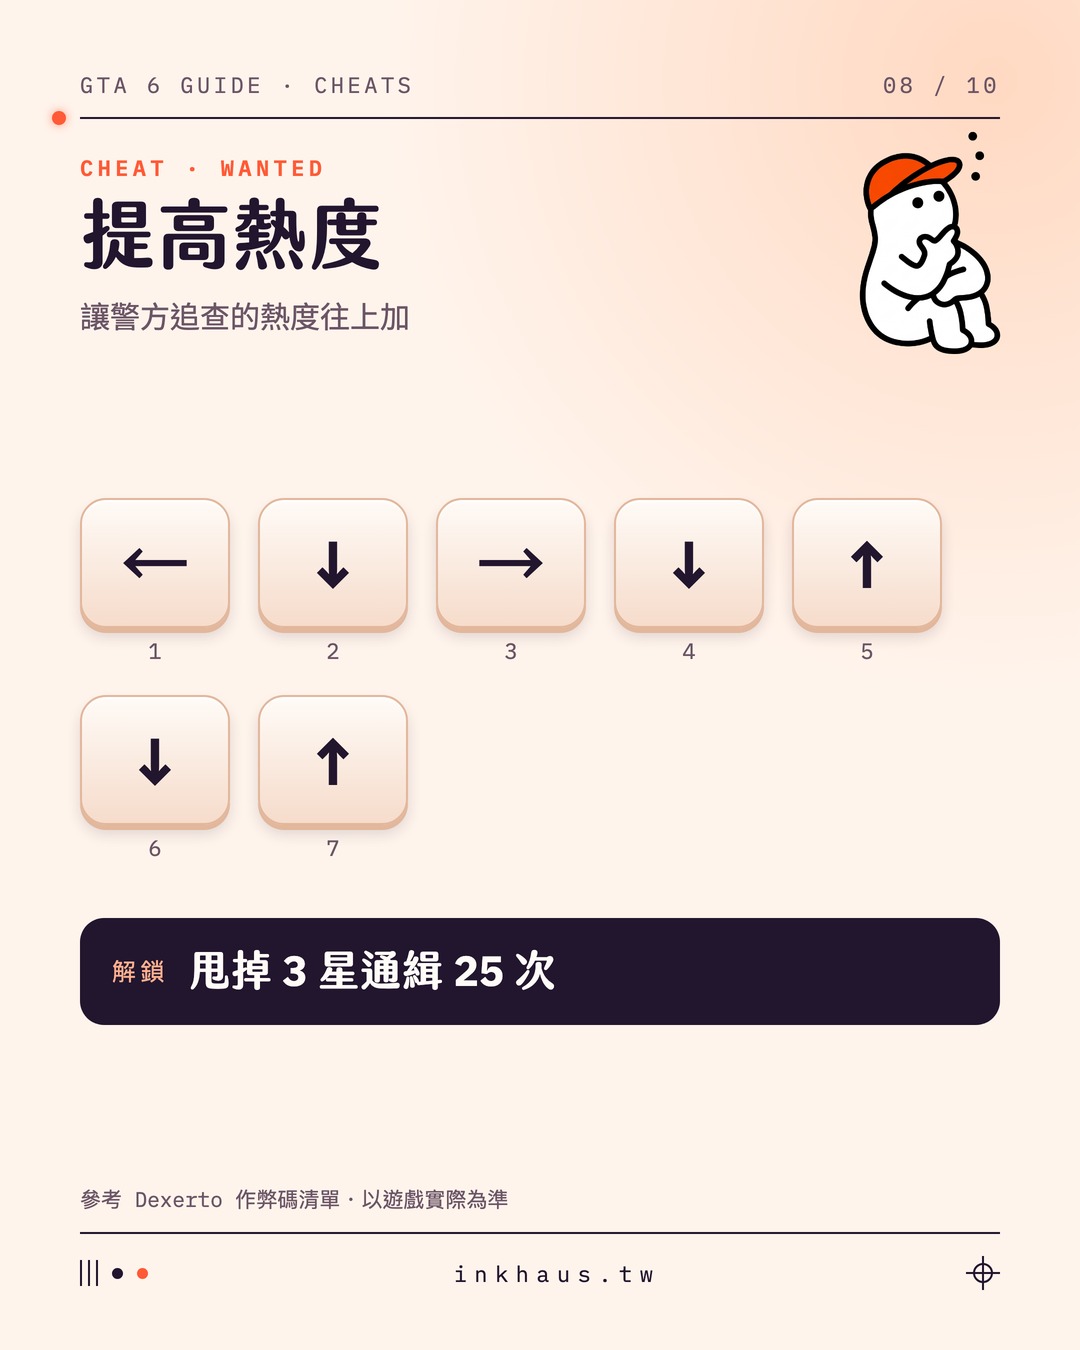 GTA 6 GUIDE · CHEATS
08 / 10
CHEAT · WANTED
提高熱度
讓警方追查的熱度往上加
← ↓ → ↓ ↑
1 2 3 4 5
↓ ↑
6 7
解鎖 甩掉 3 星通緝 25 次
參考 Dexerto 作弊碼清單·以遊戲實際為準
inkhaus.tw